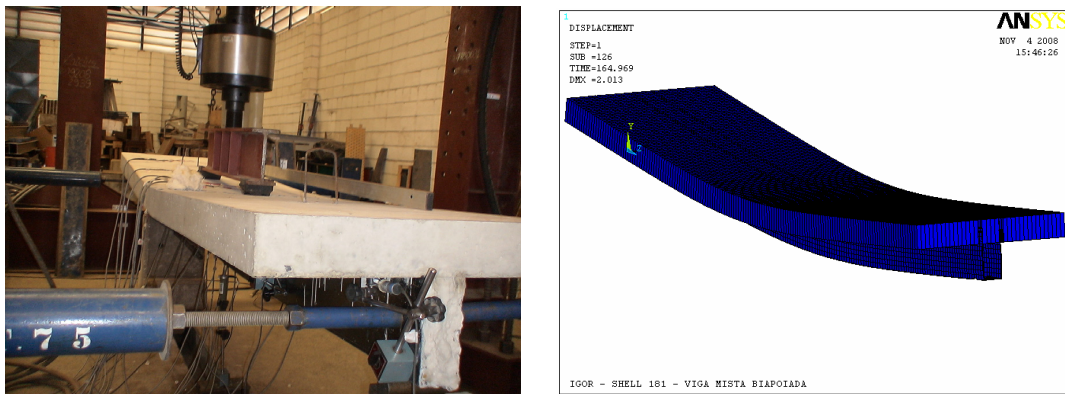 .75
1
DISPLACEMENT
ANSYS
STEP=1
SUB =126
TIME=164.969
DMX =2.013
NOV 4 2008
15:46:26
Y
Z
IGOR - SHELL 181 - VIGA MISTA BIAPOIADA